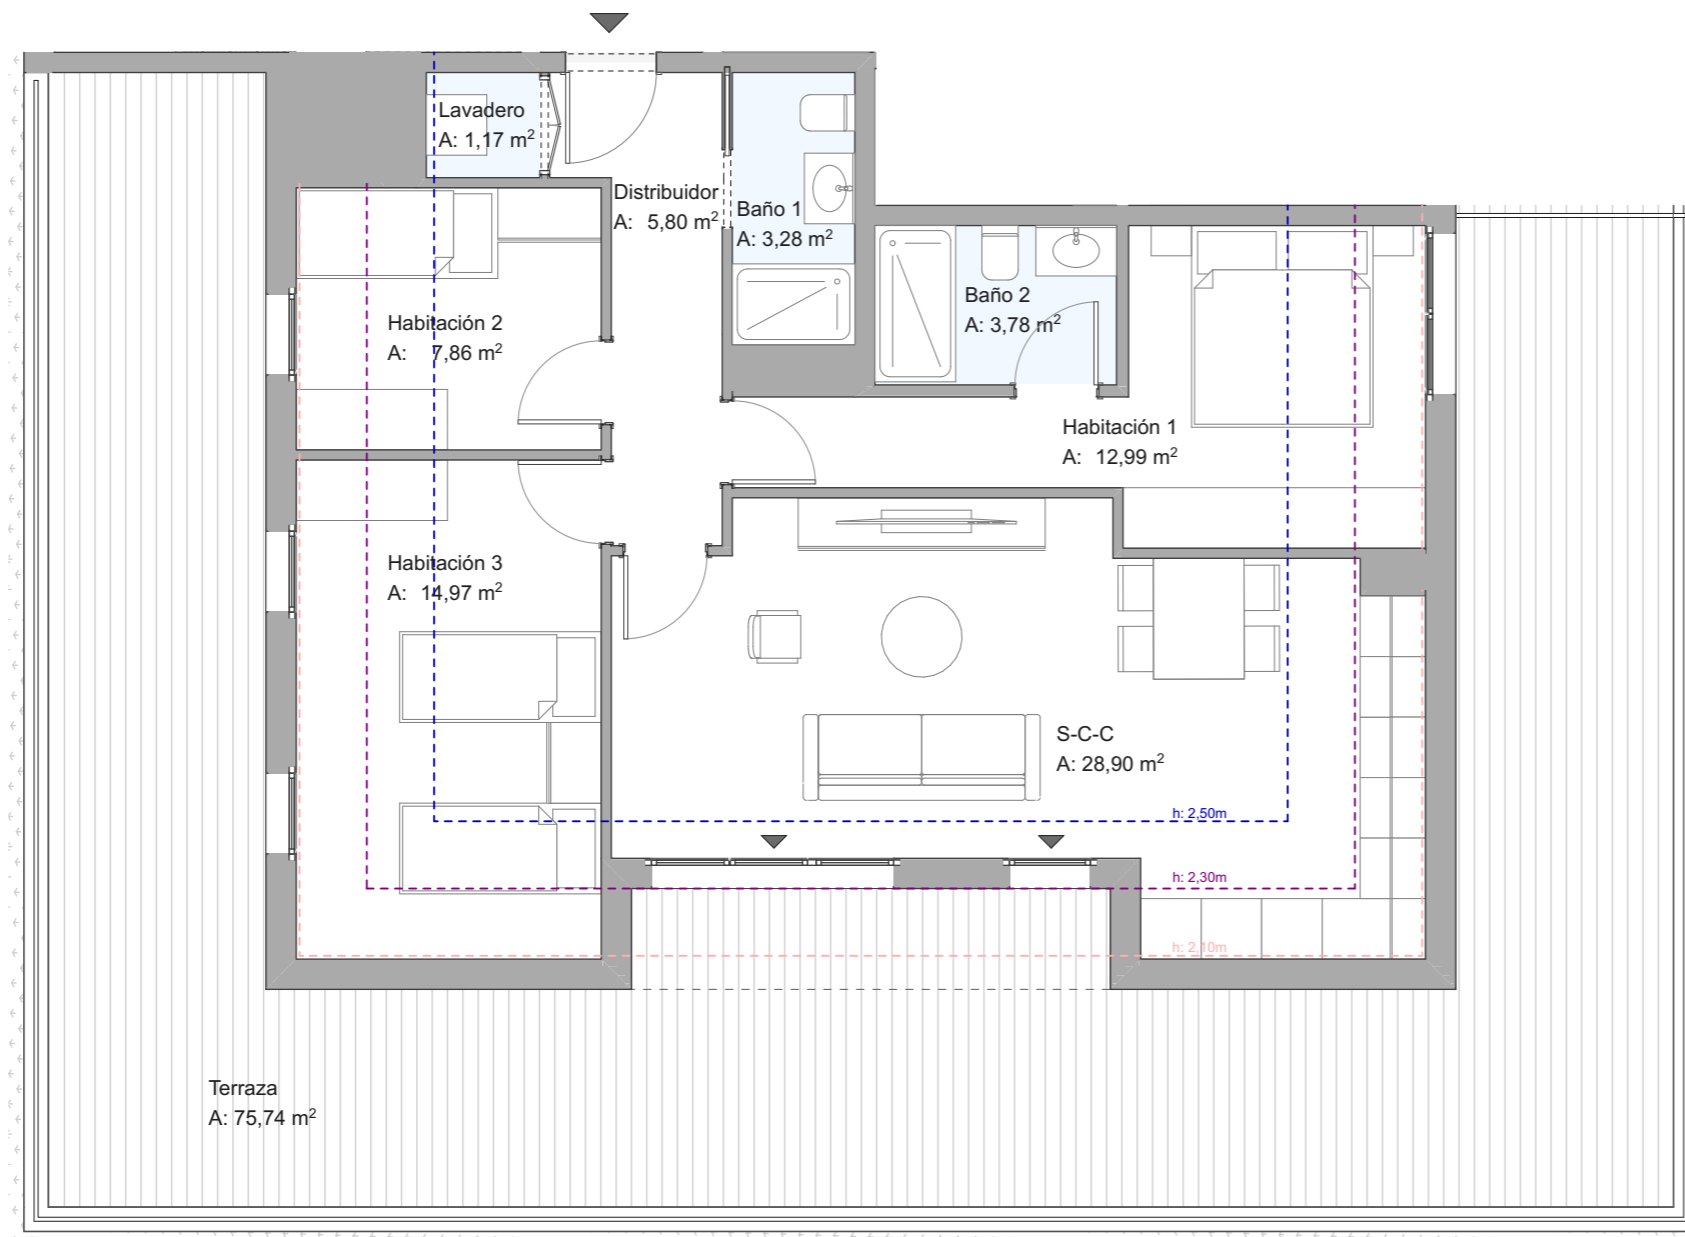 Lavadero
A: 1,17 m²
Distribuidor
A: 5,80 m²
Baño 1
A: 3,28 m²
Baño 2
A: 3,78 m²
Habitación 2
A: 7,86 m²
Habitación 1
A: 12,99 m²
Habitación 3
A: 14,97 m²
S-C-C
A: 28,90 m²
h: 2,50m
h: 2,30m
h: 2,10m
Terraza
A: 75,74 m²